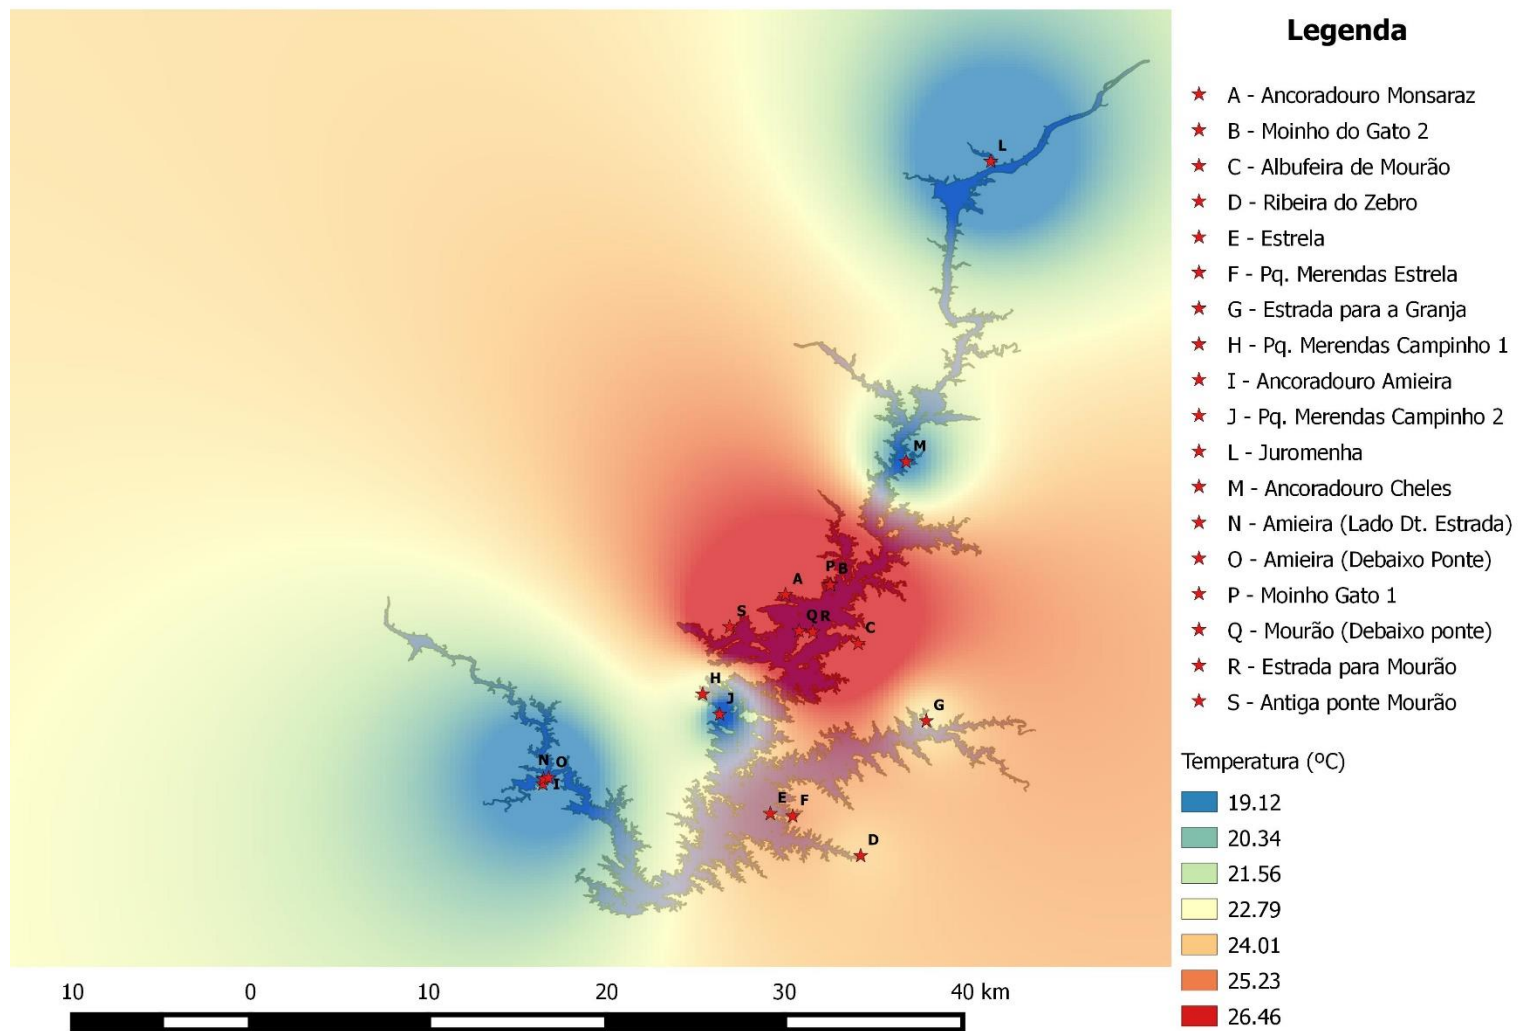 Legenda
A - Ancoradouro Monsaraz
B - Moinho do Gato 2
C - Albufeira de Mourão
D - Ribeira do Zebro
E - Estrela
F - Pq. Merendas Estrela
G - Estrada para a Granja
H - Pq. Merendas Campinho 1
I - Ancoradouro Amieira
J - Pq. Merendas Campinho 2
L - Juromenha
M - Ancoradouro Cheles
N - Amieira (Lado Dt. Estrada)
O - Amieira (Debaixo Ponte)
P - Moinho Gato 1
Q - Mourão (Debaixo ponte)
R - Estrada para Mourão
S - Antiga ponte Mourão
Temperatura (ºC)
19.12
20.34
21.56
22.79
24.01
25.23
26.46
L
M
P B
A
S
Q R
C
H
J
G
N O
I
E
F
D
10 0 10 20 30 40 km